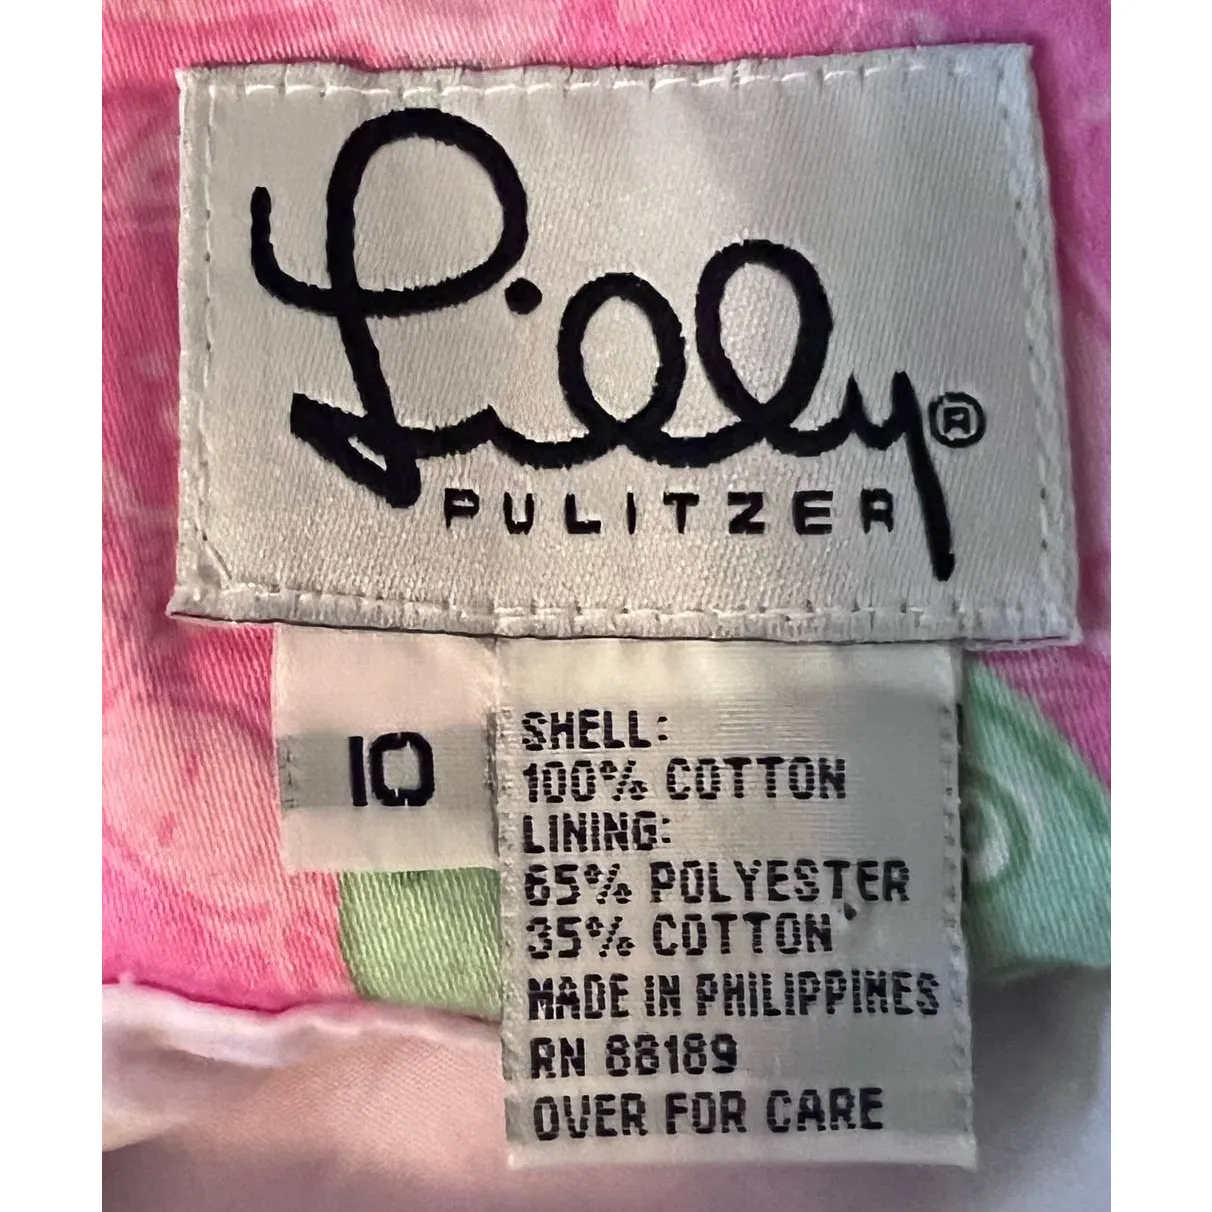 Lilly®
PULITZER
10
SHELL:
100% COTTON
LINING:
65% POLYESTER
35% COTTON
MADE IN PHILIPPINES
RN 88189
OVER FOR CARE